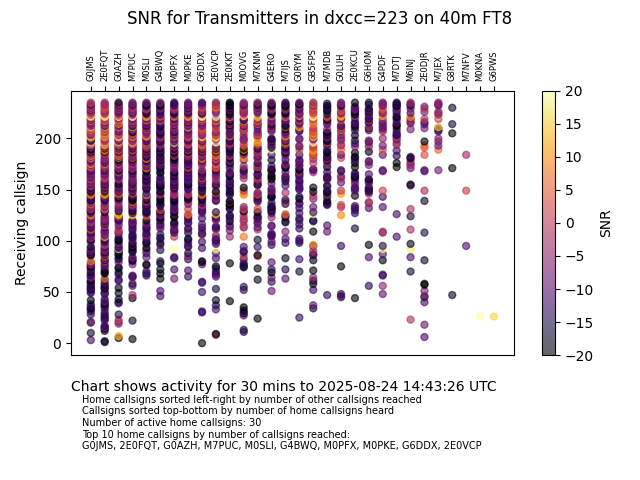 SNR for Transmitters in dxcc=223 on 40m FT8
G0JMS 2E0FQT G0AZH M7PUC M0SLI G4BWQ M0PFX M0PKE G6DDX 2E0VCP 2E0KKT M0OVG M7KNM G4ERO M7IJS G0RYM GB5FPS M7MDB G0LUH 2E0KCU G6HOM G4PDF M7DTJ M6INJ 2E0DJR M7JEX G8RTK M7NFV M0KNA G6PWS
Receiving callsign
200
150
100
50
0
20
15
10
5
0
−5
−10
−15
−20
SNR
Chart shows activity for 30 mins to 2025-08-24 14:43:26 UTC
Home callsigns sorted left-right by number of other callsigns reached
Callsigns sorted top-bottom by number of home callsigns heard
Number of active home callsigns: 30
Top 10 home callsigns by number of callsigns reached:
G0JMS, 2E0FQT, G0AZH, M7PUC, M0SLI, G4BWQ, M0PFX, M0PKE, G6DDX, 2E0VCP